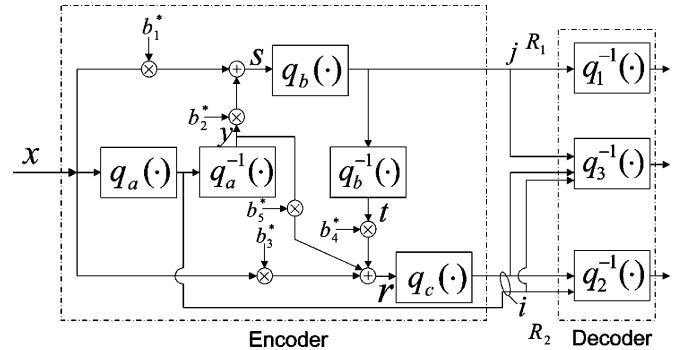 b₁*
s
q_b(·)
j R₁
q₁⁻¹(·)
b₂*
y
x
q_a(·)
q_a⁻¹(·)
q_b⁻¹(·)
q₃⁻¹(·)
b₅*
t
b₃*
b₄*
r
q_c(·)
q₂⁻¹(·)
i
R₂
Encoder
Decoder